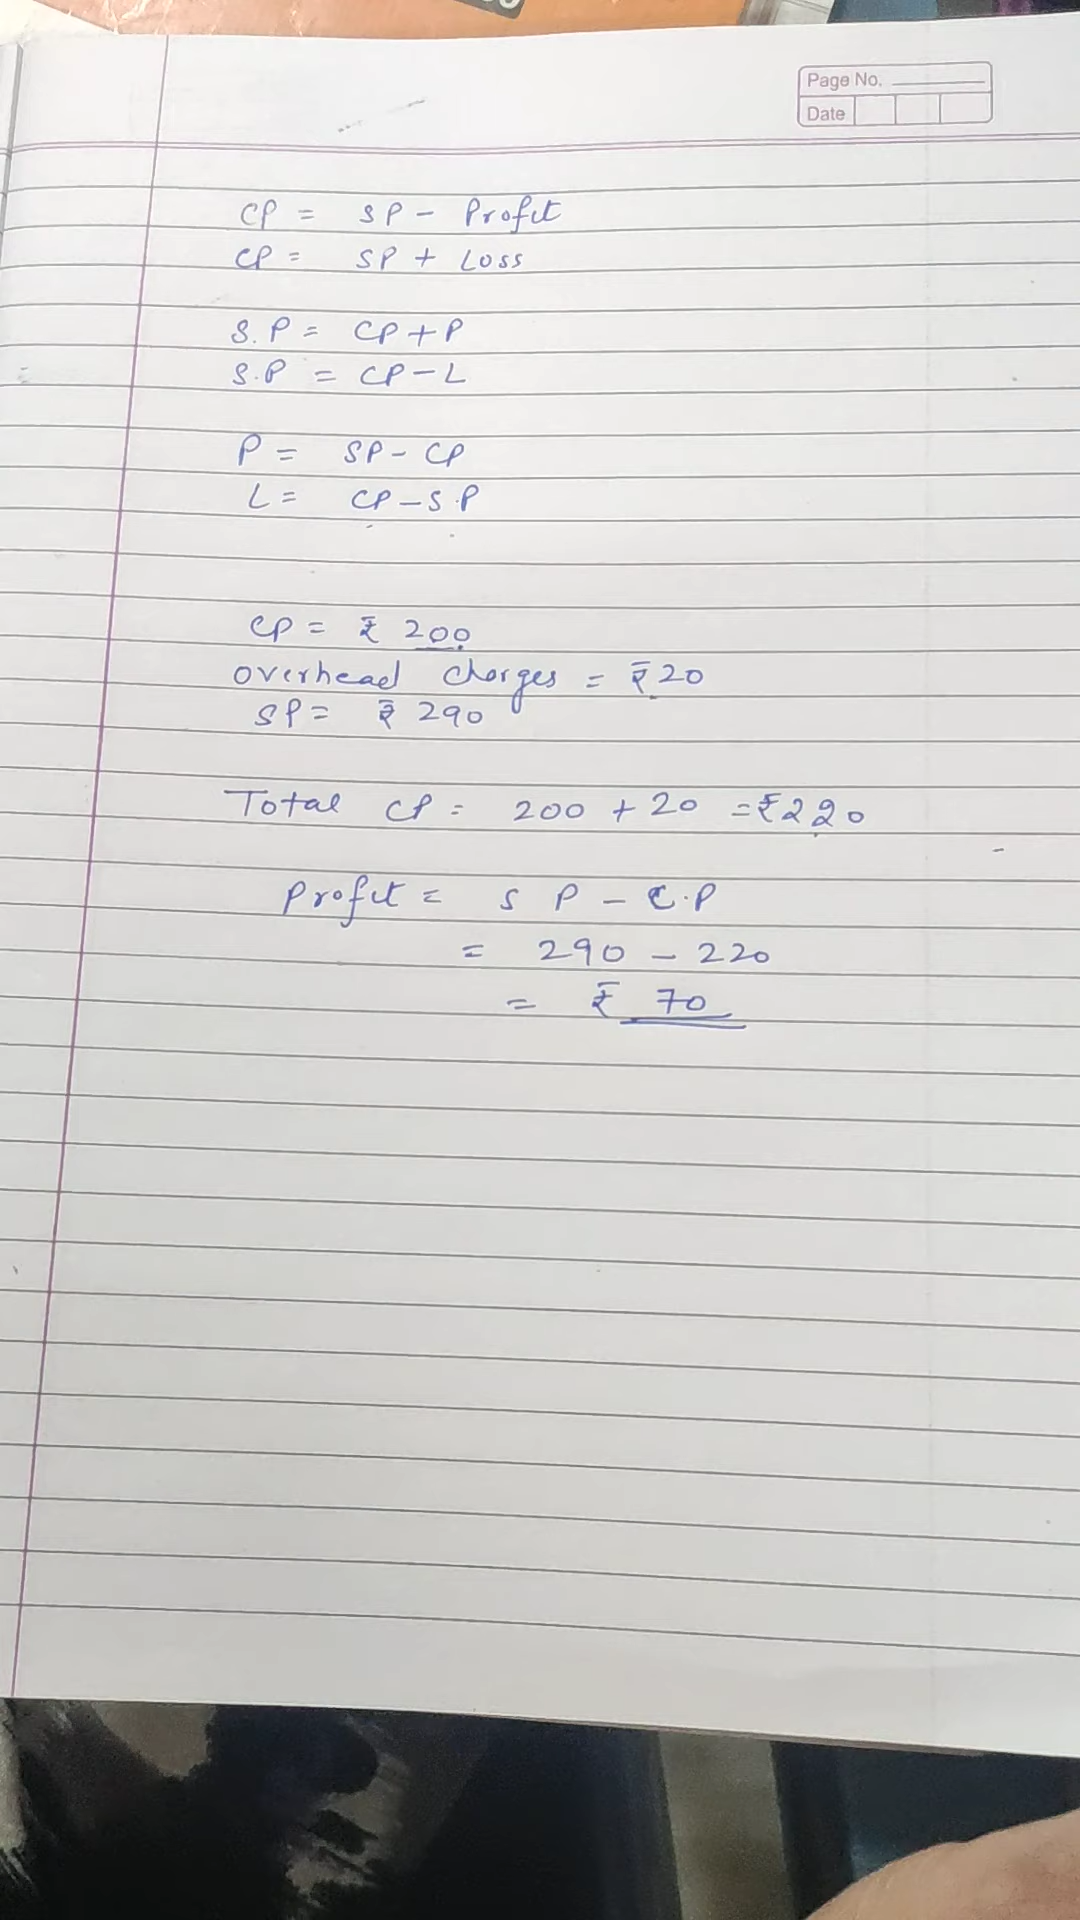 Page No.
Date
CP = SP - Profit
CP = SP + Loss
S.P = CP + P
S.P = CP - L
P = SP - CP
L = CP - S.P
CP = ₹ 200
overhead charges = ₹ 20
SP = ₹ 290
Total CP = 200 + 20 = ₹ 220
Profit = S P - C.P
= 290 - 220
= ₹ 70